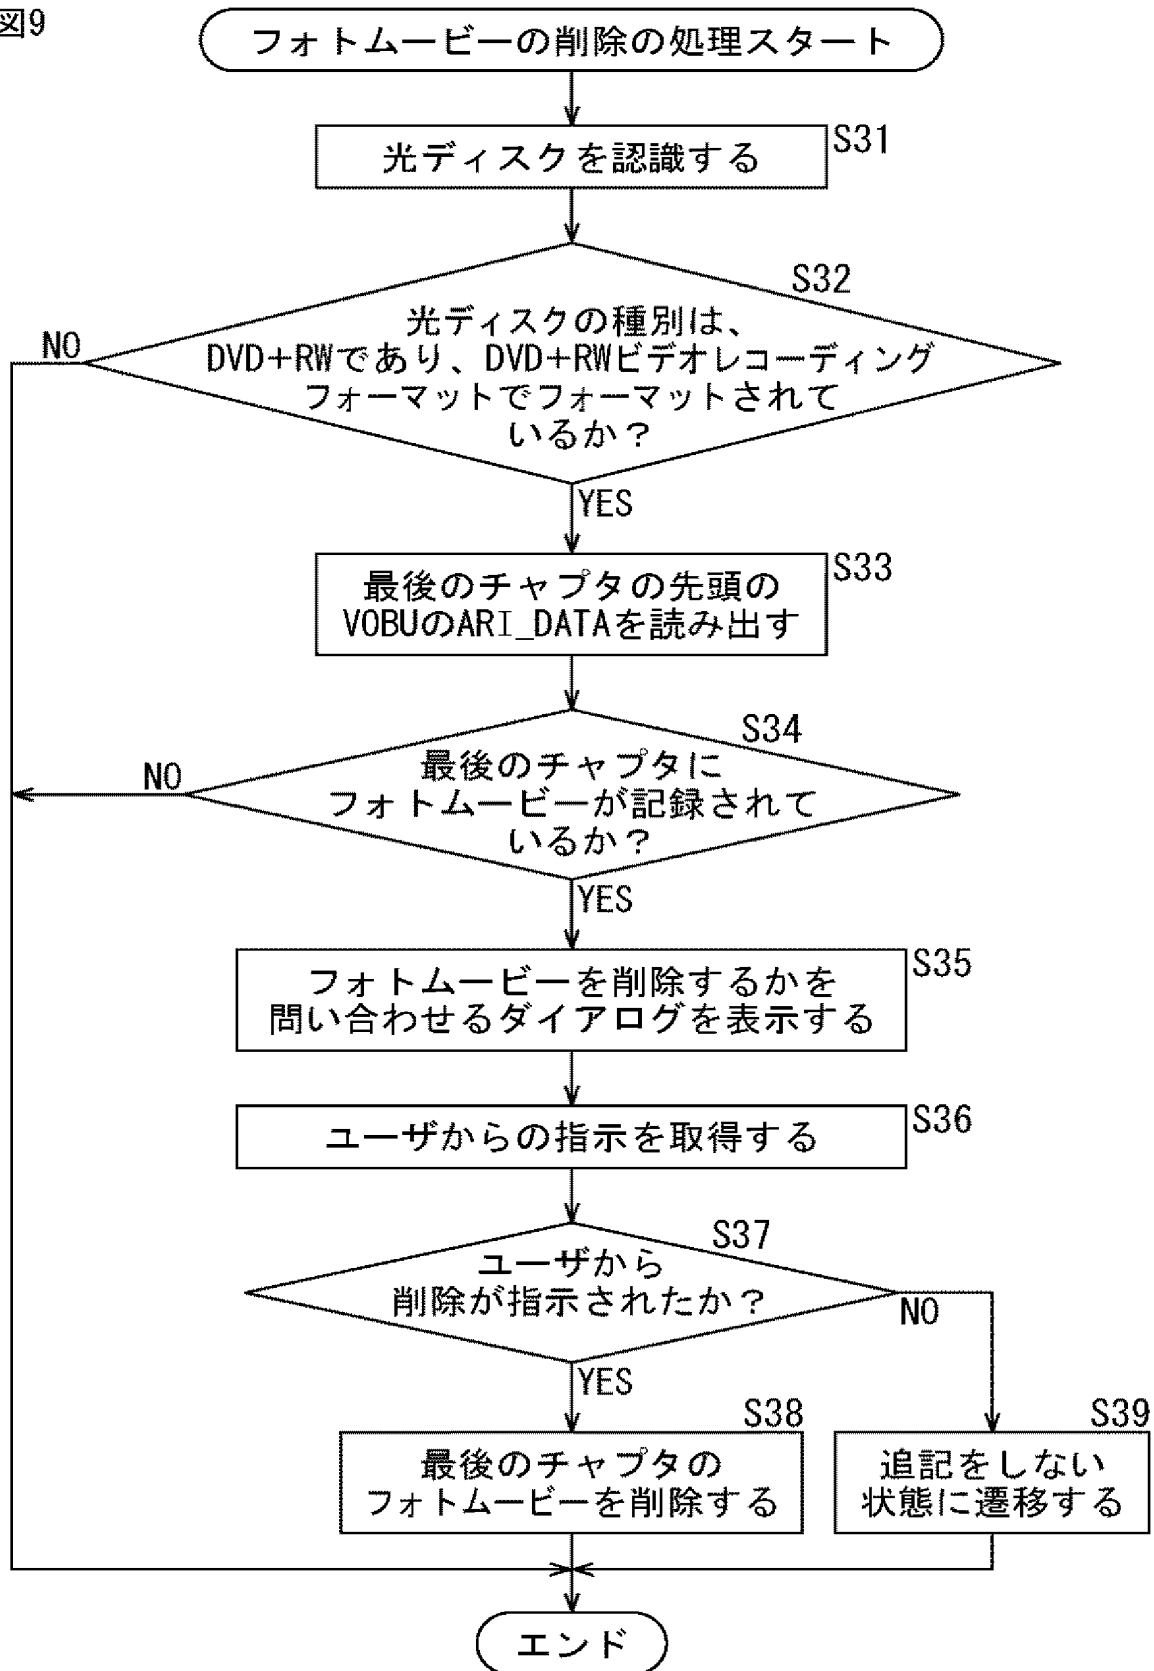 図9
フォトムービーの削除の処理スタート
光ディスクを認識する
S31
S32
光ディスクの種別は、
DVD+RWであり、DVD+RWビデオレコーディング
フォーマットでフォーマットされて
いるか？
NO
YES
最後のチャプタの先頭の
VOBUのARI_DATAを読み出す
S33
S34
最後のチャプタに
フォトムービーが記録されて
いるか？
NO
YES
フォトムービーを削除するかを
問い合わせるダイアログを表示する
S35
ユーザからの指示を取得する
S36
S37
ユーザから
削除が指示されたか？
NO
YES
S38
最後のチャプタの
フォトムービーを削除する
S39
追記をしない
状態に遷移する
エンド